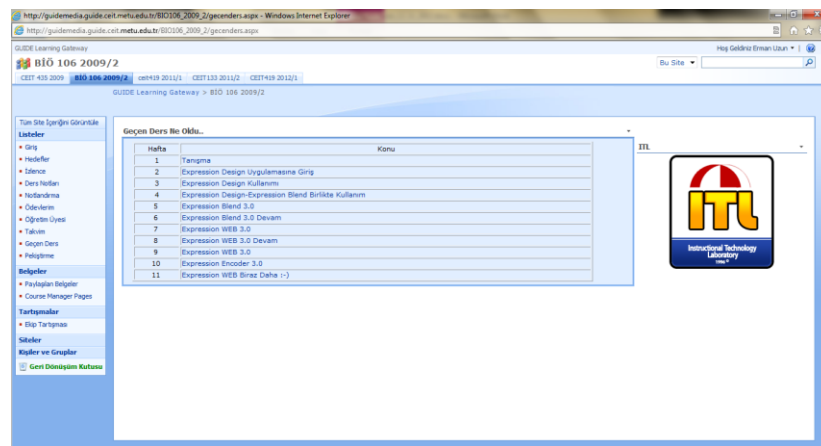 http://guidemedia.guide.ceit.metu.edu.tr/BIO106_2009_2/gecenders.aspx - Windows Internet Explorer
http://guidemedia.guide.ceit.metu.edu.tr/BIO106_2009_2/gecenders.aspx
GUIDE Learning Gateway
Hoş Geldiniz Erman Uzun
BİÖ 106 2009/2
Bu Site
CEIT 435 2009 BİÖ 106 2009/2 ceit419 2011/1 CEIT133 2011/2 CEIT419 2012/1
GUIDE Learning Gateway > BİÖ 106 2009/2
Tüm Site İçeriğini Görüntüle
Listeler
Giriş
Hedefler
İzlence
Ders Notları
Notlandırma
Ödevlerim
Öğretim Üyesi
Takvim
Geçen Ders
Pekiştirme
Belgeler
Paylaşılan Belgeler
Course Manager Pages
Tartışmalar
Ekip Tartışması
Siteler
Kişiler ve Gruplar
Geri Dönüşüm Kutusu
Geçen Ders Ne Oldu..
Hafta Konu
1 Tanışma
2 Expression Design Uygulamasına Giriş
3 Expression Design Kullanımı
4 Expression Design-Expression Blend Birlikte Kullanım
5 Expression Blend 3.0
6 Expression Blend 3.0 Devam
7 Expression WEB 3.0
8 Expression WEB 3.0 Devam
9 Expression WEB 3.0
10 Expression Encoder 3.0
11 Expression WEB Biraz Daha :-)
ITL
ITL
Instructional Technology
Laboratory